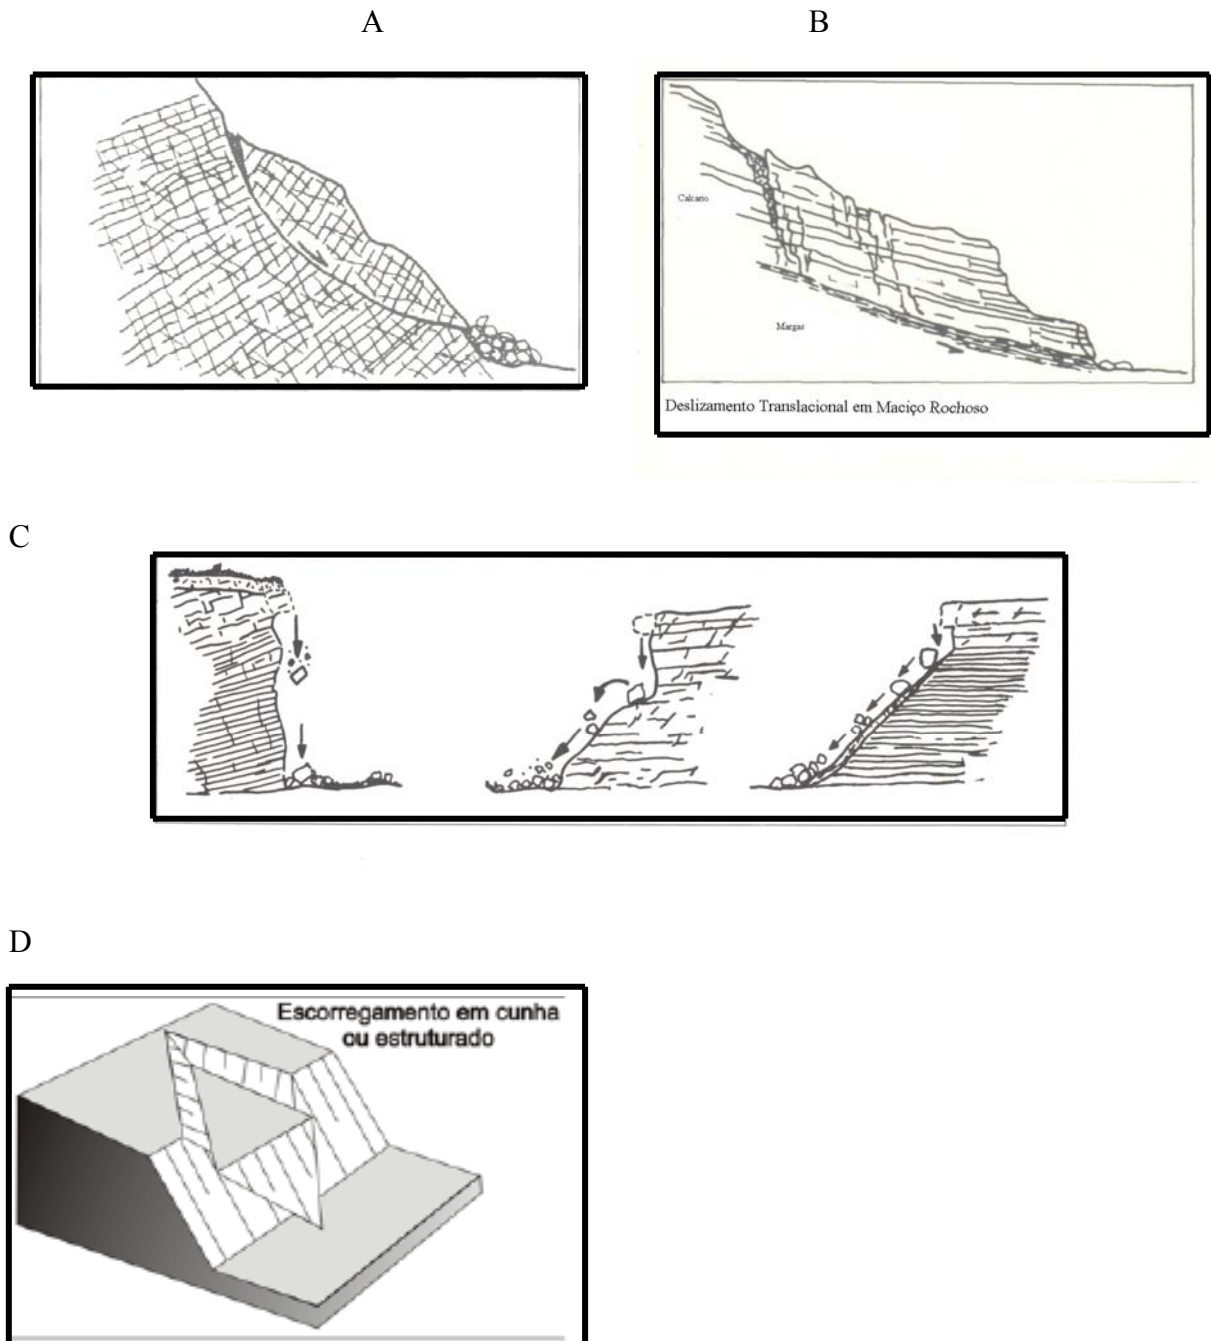 A
B
Calcario
Margas
Deslizamento Translacional em Maciço Rochoso
C
D
Escorregamento em cunha
ou estruturado